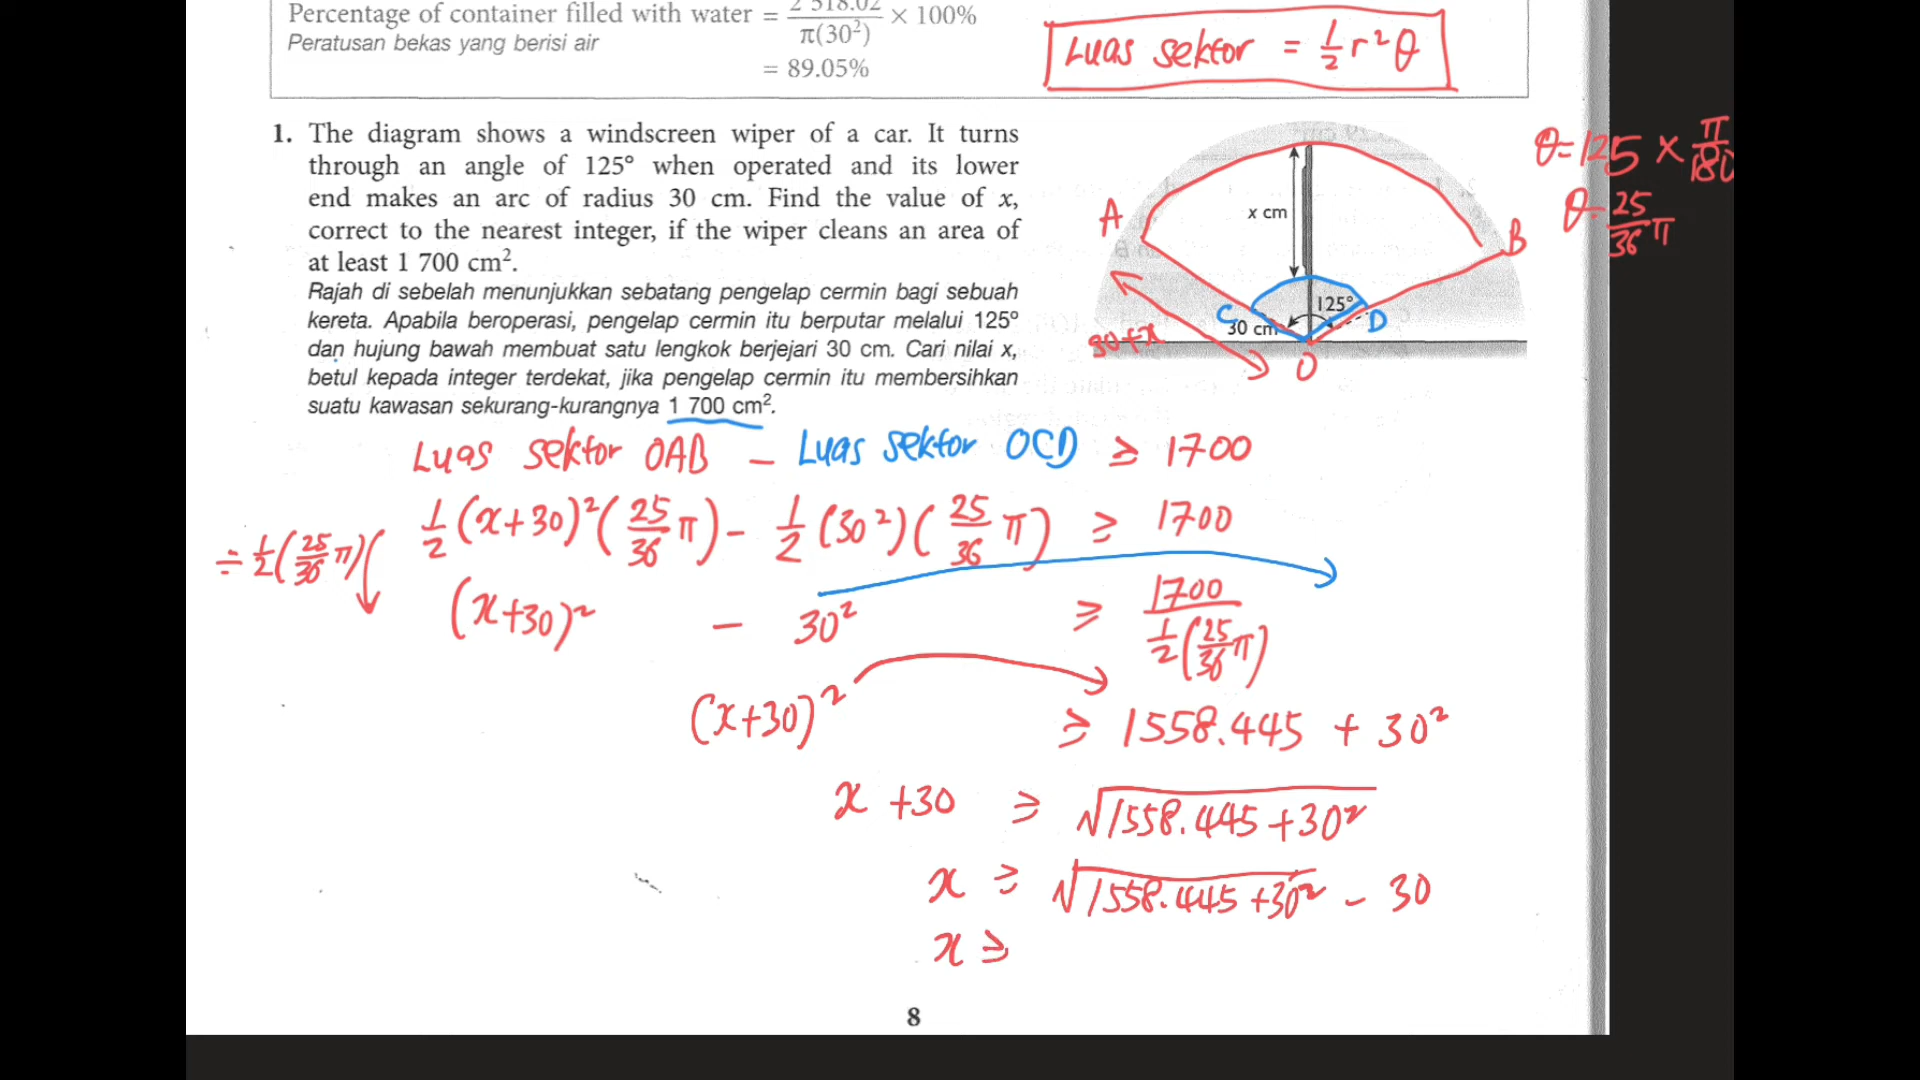 Percentage of container filled with water = 2 518.02 / π(30²) × 100%
Peratusan bekas yang berisi air
= 89.05%
Luas sektor = 1/2 r²θ
1. The diagram shows a windscreen wiper of a car. It turns
through an angle of 125° when operated and its lower
end makes an arc of radius 30 cm. Find the value of x,
correct to the nearest integer, if the wiper cleans an area of
at least 1 700 cm².
Rajah di sebelah menunjukkan sebatang pengelap cermin bagi sebuah
kereta. Apabila beroperasi, pengelap cermin itu berputar melalui 125°
dan hujung bawah membuat satu lengkok berjejari 30 cm. Cari nilai x,
betul kepada integer terdekat, jika pengelap cermin itu membersihkan
suatu kawasan sekurang-kurangnya 1 700 cm².
A
x cm
B
C
125°
D
30 cm
30+x
O
θ=125 × π/180
θ=25/36 π
Luas sektor OAB − Luas sektor OCD ≥ 1700
1/2 (x+30)² (25/36 π) − 1/2 (30²) (25/36 π) ≥ 1700
÷ 1/2 (25/36 π)
(x+30)² − 30² ≥ 1700 / 1/2 (25/36 π)
(x+30)² ≥ 1558.445 + 30²
x +30 ≥ √1558.445 +30²
x ≥ √1558.445 +30² − 30
x ≥
8